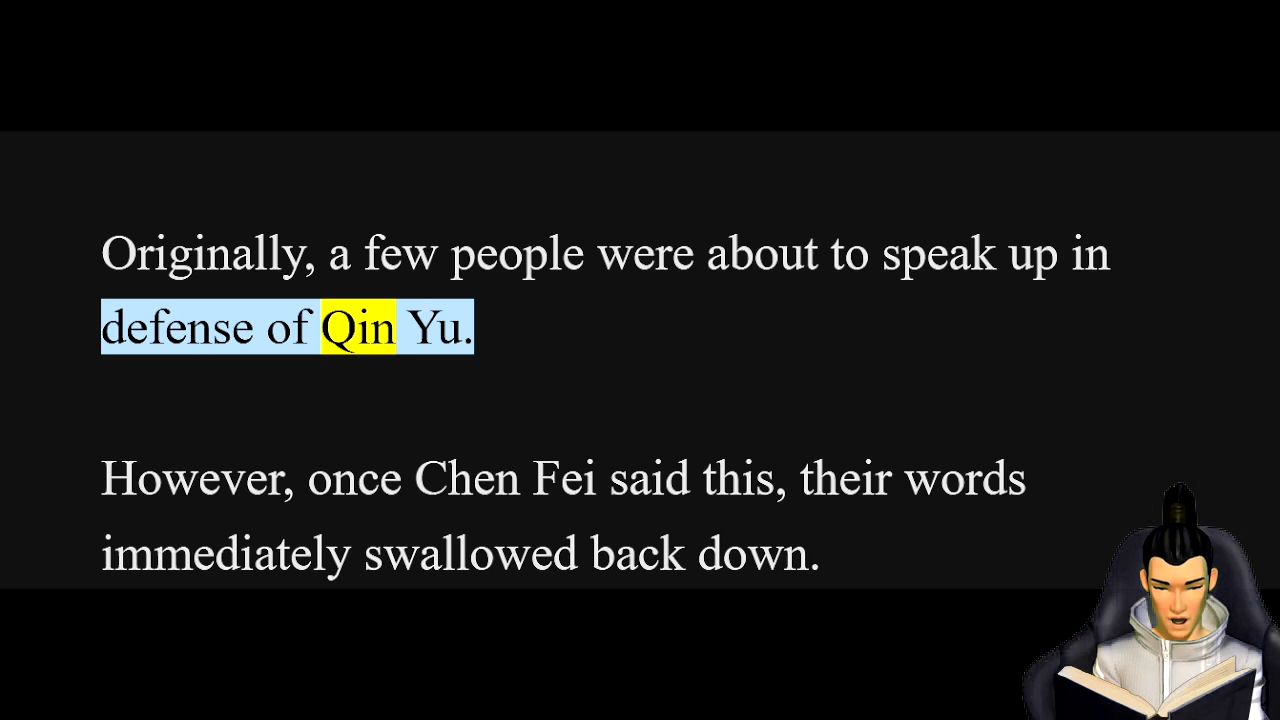 Originally, a few people were about to speak up in
defense of Qin Yu.
However, once Chen Fei said this, their words
immediately swallowed back down.